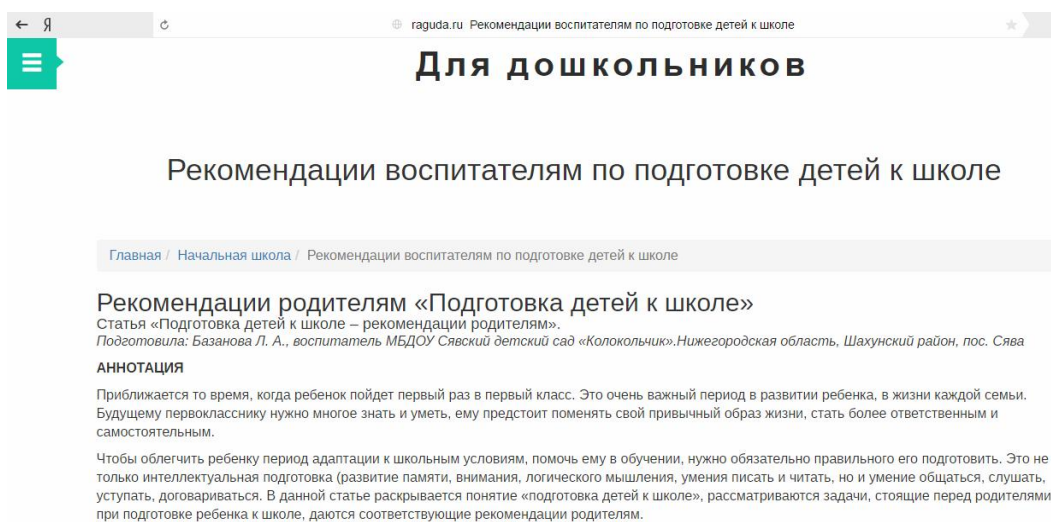 ← Я raguda.ru Рекомендации воспитателям по подготовке детей к школе
Для дошкольников
Рекомендации воспитателям по подготовке детей к школе
Главная / Начальная школа / Рекомендации воспитателям по подготовке детей к школе
Рекомендации родителям «Подготовка детей к школе»
Статья «Подготовка детей к школе – рекомендации родителям».
Подготовила: Базанова Л. А., воспитатель МБДОУ Сявский детский сад «Колокольчик».Нижегородская область, Шахунский район, пос. Сява
АННОТАЦИЯ
Приближается то время, когда ребенок пойдет первый раз в первый класс. Это очень важный период в развитии ребенка, в жизни каждой семьи.
Будущему первокласснику нужно многое знать и уметь, ему предстоит поменять свой привычный образ жизни, стать более ответственным и
самостоятельным.
Чтобы облегчить ребенку период адаптации к школьным условиям, помочь ему в обучении, нужно обязательно правильного его подготовить. Это не
только интеллектуальная подготовка (развитие памяти, внимания, логического мышления, умения писать и читать, но и умение общаться, слушать,
уступать, договариваться. В данной статье раскрывается понятие «подготовка детей к школе», рассматриваются задачи, стоящие перед родителями
при подготовке ребенка к школе, даются соответствующие рекомендации родителям.